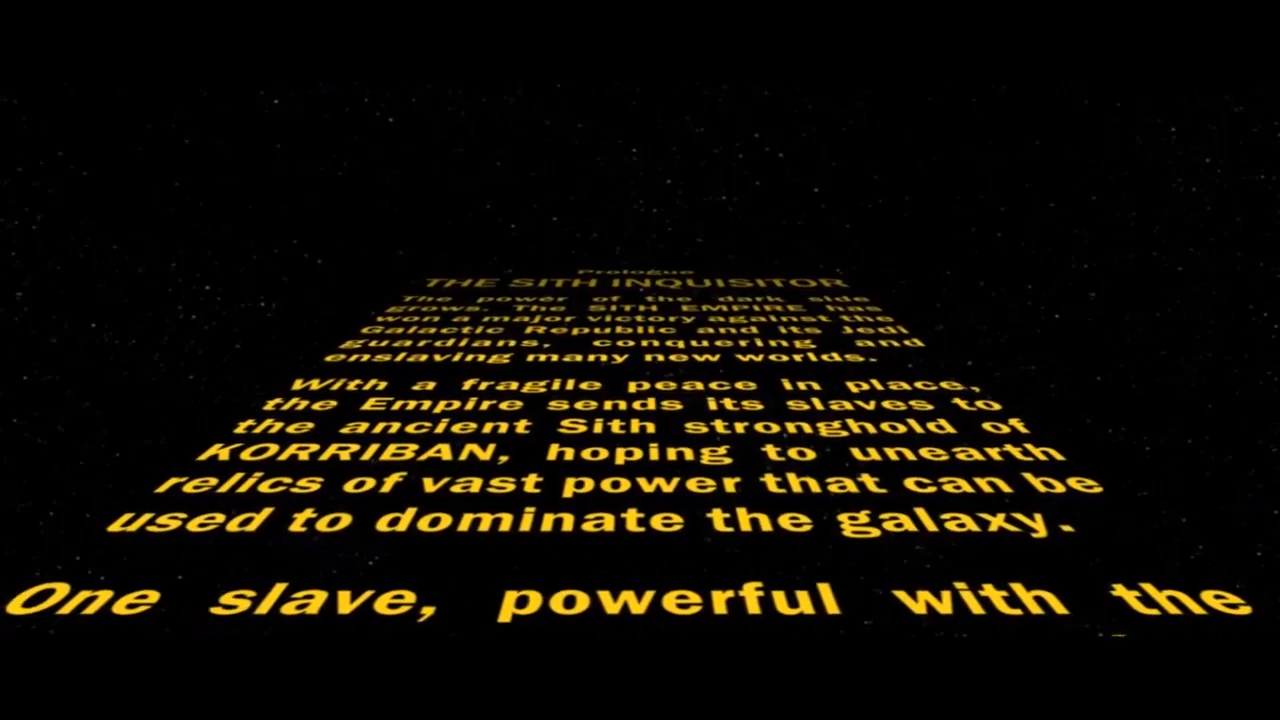 Prologue
THE SITH INQUISITOR
The power of the dark side
grows. The SITH EMPIRE has
won a major victory against the
Galactic Republic and its Jedi
guardians, conquering and
enslaving many new worlds.
With a fragile peace in place,
the Empire sends its slaves to
the ancient Sith stronghold of
KORRIBAN, hoping to unearth
relics of vast power that can be
used to dominate the galaxy.
One slave, powerful with the